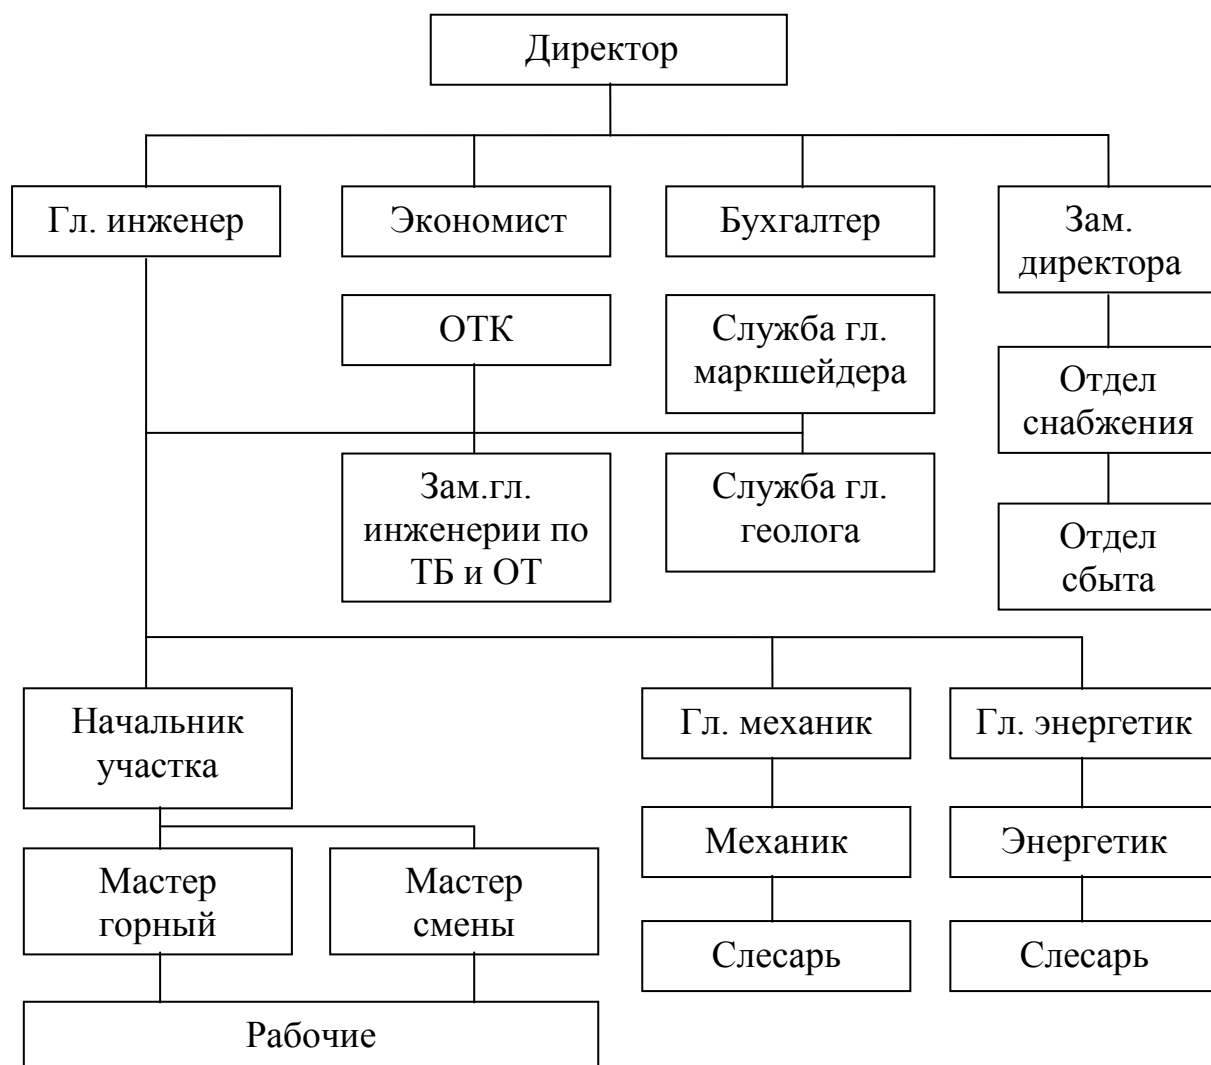 Директор
Гл. инженер
Экономист
Бухгалтер
Зам.
директора
ОТК
Служба гл.
маркшейдера
Отдел
снабжения
Зам.гл.
инженерии по
ТБ и ОТ
Служба гл.
геолога
Отдел
сбыта
Начальник
участка
Гл. механик
Гл. энергетик
Механик
Энергетик
Мастер
горный
Мастер
смены
Слесарь
Слесарь
Рабочие